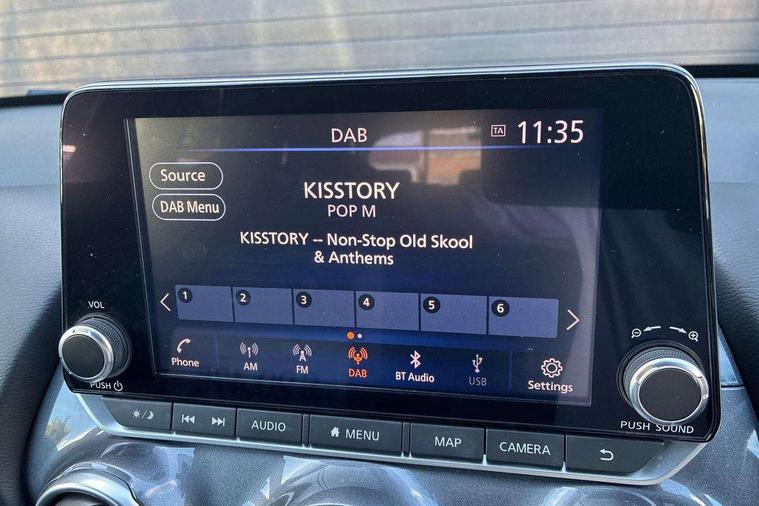 DAB
TA 11:35
Source
KISSTORY
DAB Menu
POP M
KISSTORY -- Non-Stop Old Skool
& Anthems
1 2 3 4 5 6
Phone AM FM DAB BT Audio USB Settings
VOL
PUSH
PUSH SOUND
AUDIO MENU MAP CAMERA